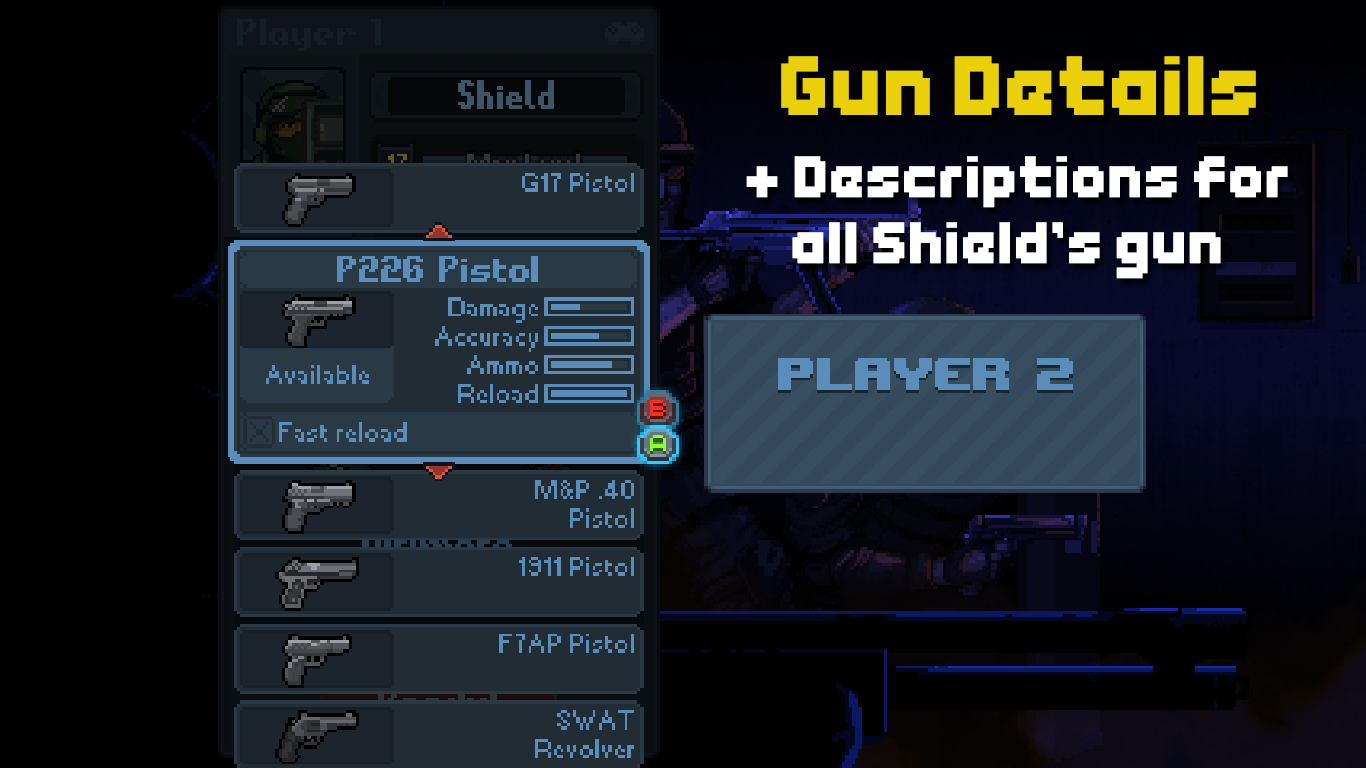 Player 1
Shield
17
G17 Pistol
P226 Pistol
Damage
Accuracy
Available
Ammo
Reload
Fast reload
B
A
M&P .40
Pistol
1911 Pistol
F7AP Pistol
SWAT
Revolver
Gun Details
+ Descriptions for
all Shield's gun
PLAYER 2